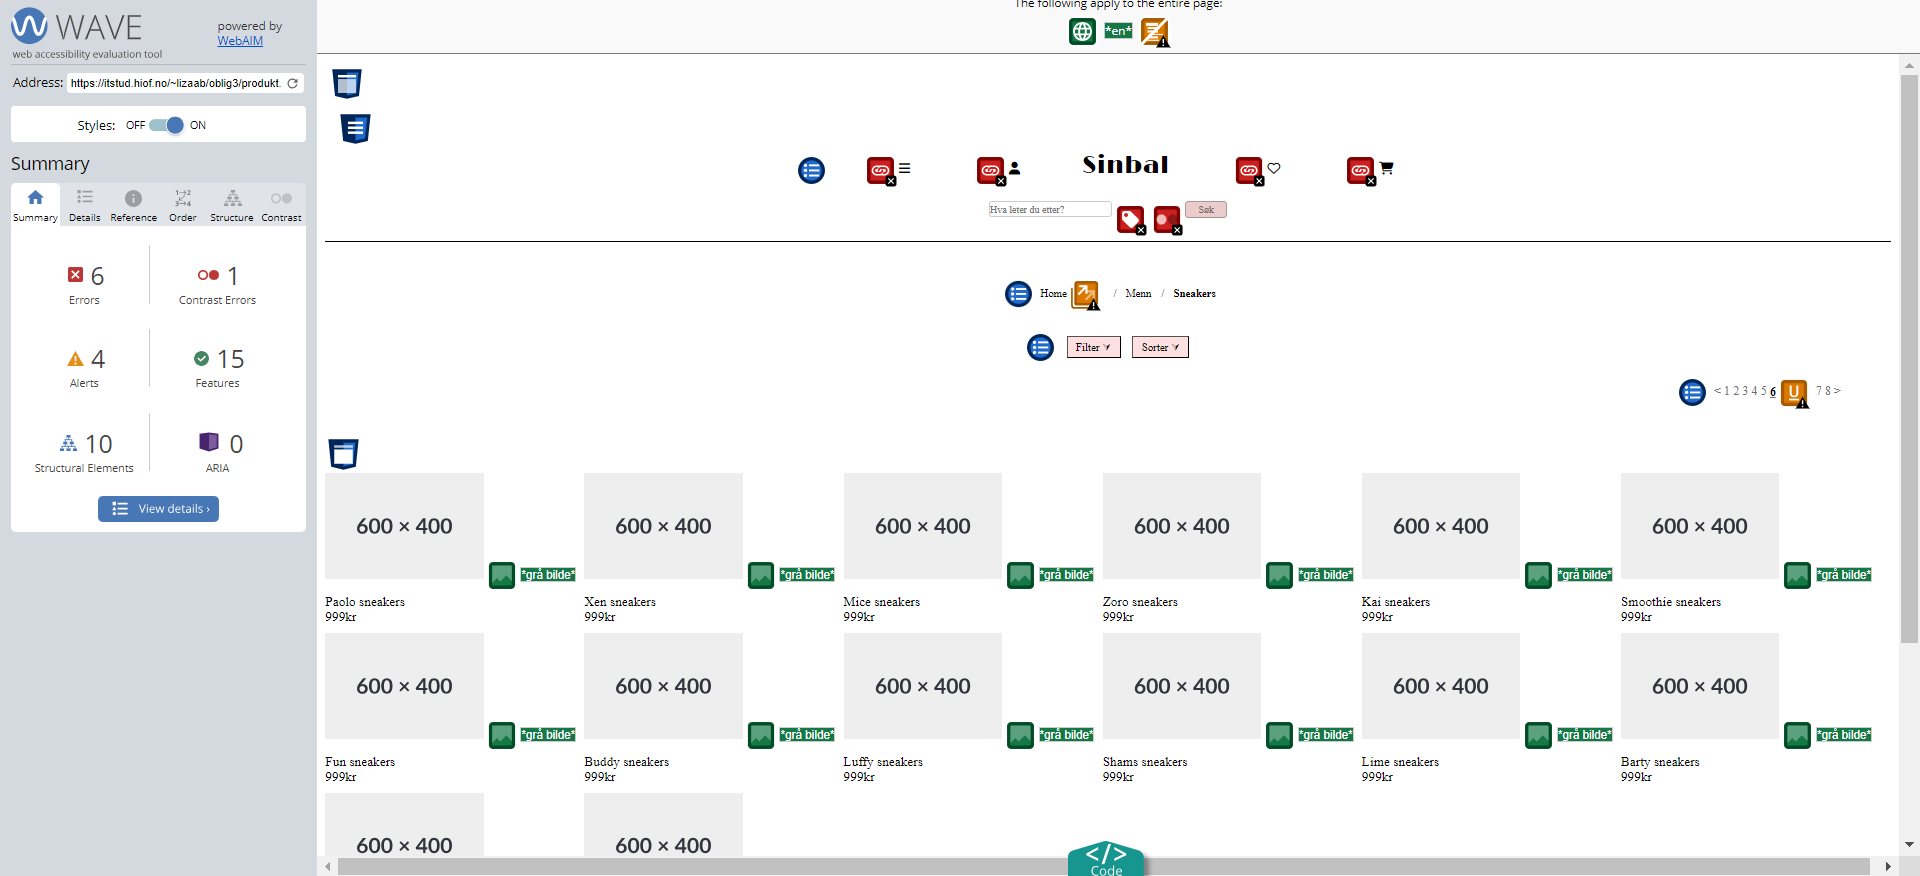 WAVE
web accessibility evaluation tool
powered by
WebAIM
Address: https://itstud.hiof.no/~lizaab/oblig3/produkt.
Styles: OFF ON
Summary
Summary Details Reference Order Structure Contrast
6 Errors
1 Contrast Errors
4 Alerts
15 Features
10 Structural Elements
0 ARIA
View details ›
The following apply to the entire page:
*en*
Sinbal
Hva leter du etter? Søk
Home / Menn / Sneakers
Filter Sorter
< 1 2 3 4 5 6 U 7 8 >
600 × 400 600 × 400 600 × 400 600 × 400 600 × 400 600 × 400
*grå bilde* *grå bilde* *grå bilde* *grå bilde* *grå bilde* *grå bilde*
Paolo sneakers Xen sneakers Mice sneakers Zoro sneakers Kai sneakers Smoothie sneakers
999kr 999kr 999kr 999kr 999kr 999kr
600 × 400 600 × 400 600 × 400 600 × 400 600 × 400 600 × 400
*grå bilde* *grå bilde* *grå bilde* *grå bilde* *grå bilde* *grå bilde*
Fun sneakers Buddy sneakers Luffy sneakers Shams sneakers Lime sneakers Barty sneakers
999kr 999kr 999kr 999kr 999kr 999kr
600 × 400 600 × 400
</> Code